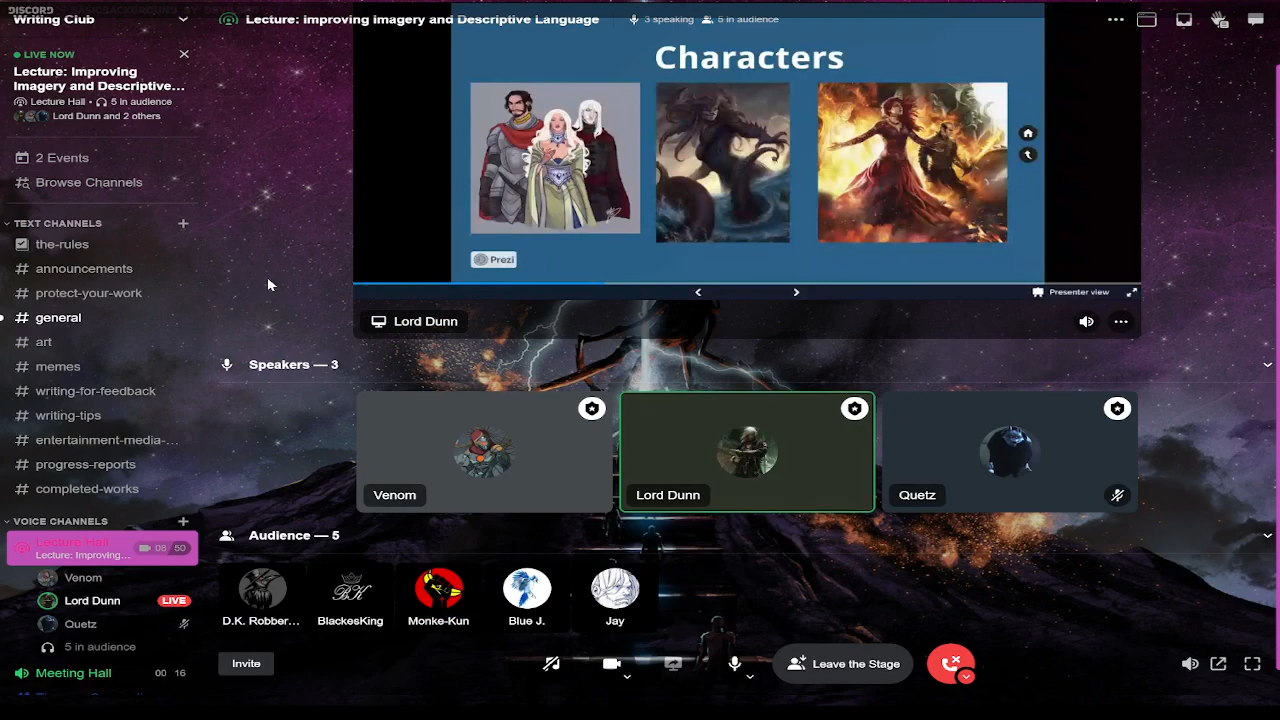 DISCORD
Writing Club
Lecture: Improving Imagery and Descriptive Language
3 speaking
5 in audience
LIVE NOW
Lecture: Improving
Imagery and Descriptive...
Lecture Hall • 5 in audience
Lord Dunn and 2 others
2 Events
Browse Channels
TEXT CHANNELS
the-rules
announcements
protect-your-work
general
art
memes
writing-for-feedback
writing-tips
entertainment-media-...
progress-reports
completed-works
VOICE CHANNELS
Lecture Hall
Lecture: Improving...
08 50
Venom
Lord Dunn
LIVE
Quetz
5 in audience
Meeting Hall
00 16
Characters
Prezi
Presenter view
Lord Dunn
Speakers — 3
Venom
Lord Dunn
Quetz
Audience — 5
BK
D.K. Robber...
BlackesKing
Monke-Kun
Blue J.
Jay
Invite
Leave the Stage